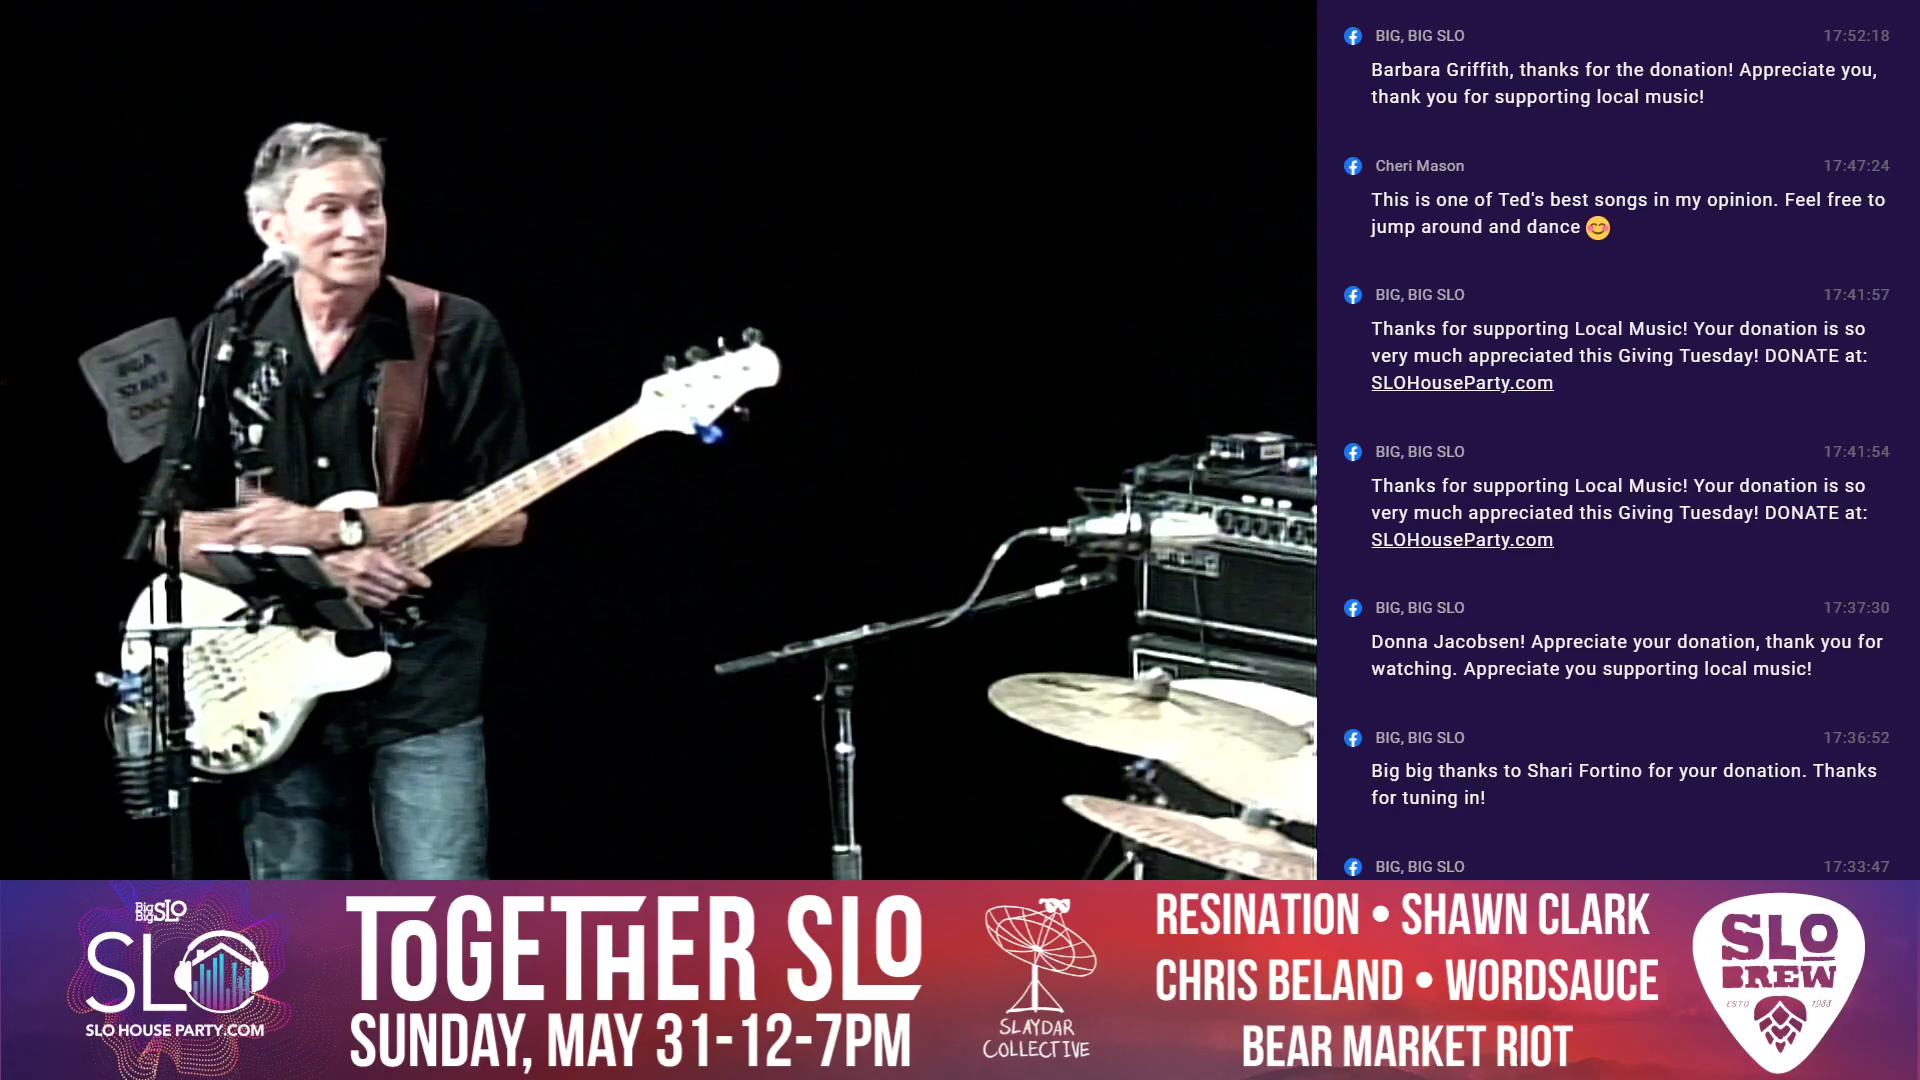 BIG, BIG SLO 17:52:18
Barbara Griffith, thanks for the donation! Appreciate you,
thank you for supporting local music!
Cheri Mason 17:47:24
This is one of Ted's best songs in my opinion. Feel free to
jump around and dance 😊
BIG, BIG SLO 17:41:57
Thanks for supporting Local Music! Your donation is so
very much appreciated this Giving Tuesday! DONATE at:
SLOHouseParty.com
BIG, BIG SLO 17:41:54
Thanks for supporting Local Music! Your donation is so
very much appreciated this Giving Tuesday! DONATE at:
SLOHouseParty.com
BIG, BIG SLO 17:37:30
Donna Jacobsen! Appreciate your donation, thank you for
watching. Appreciate you supporting local music!
BIG, BIG SLO 17:36:52
Big big thanks to Shari Fortino for your donation. Thanks
for tuning in!
BIG, BIG SLO 17:33:47
Big Big SLO
SLO
SLO HOUSE PARTY.COM
TOGETHER SLO
SUNDAY, MAY 31-12-7PM
SLAYDAR
COLLECTIVE
RESINATION • SHAWN CLARK
CHRIS BELAND • WORDSAUCE
BEAR MARKET RIOT
SLO
BREW
ESTD 1988